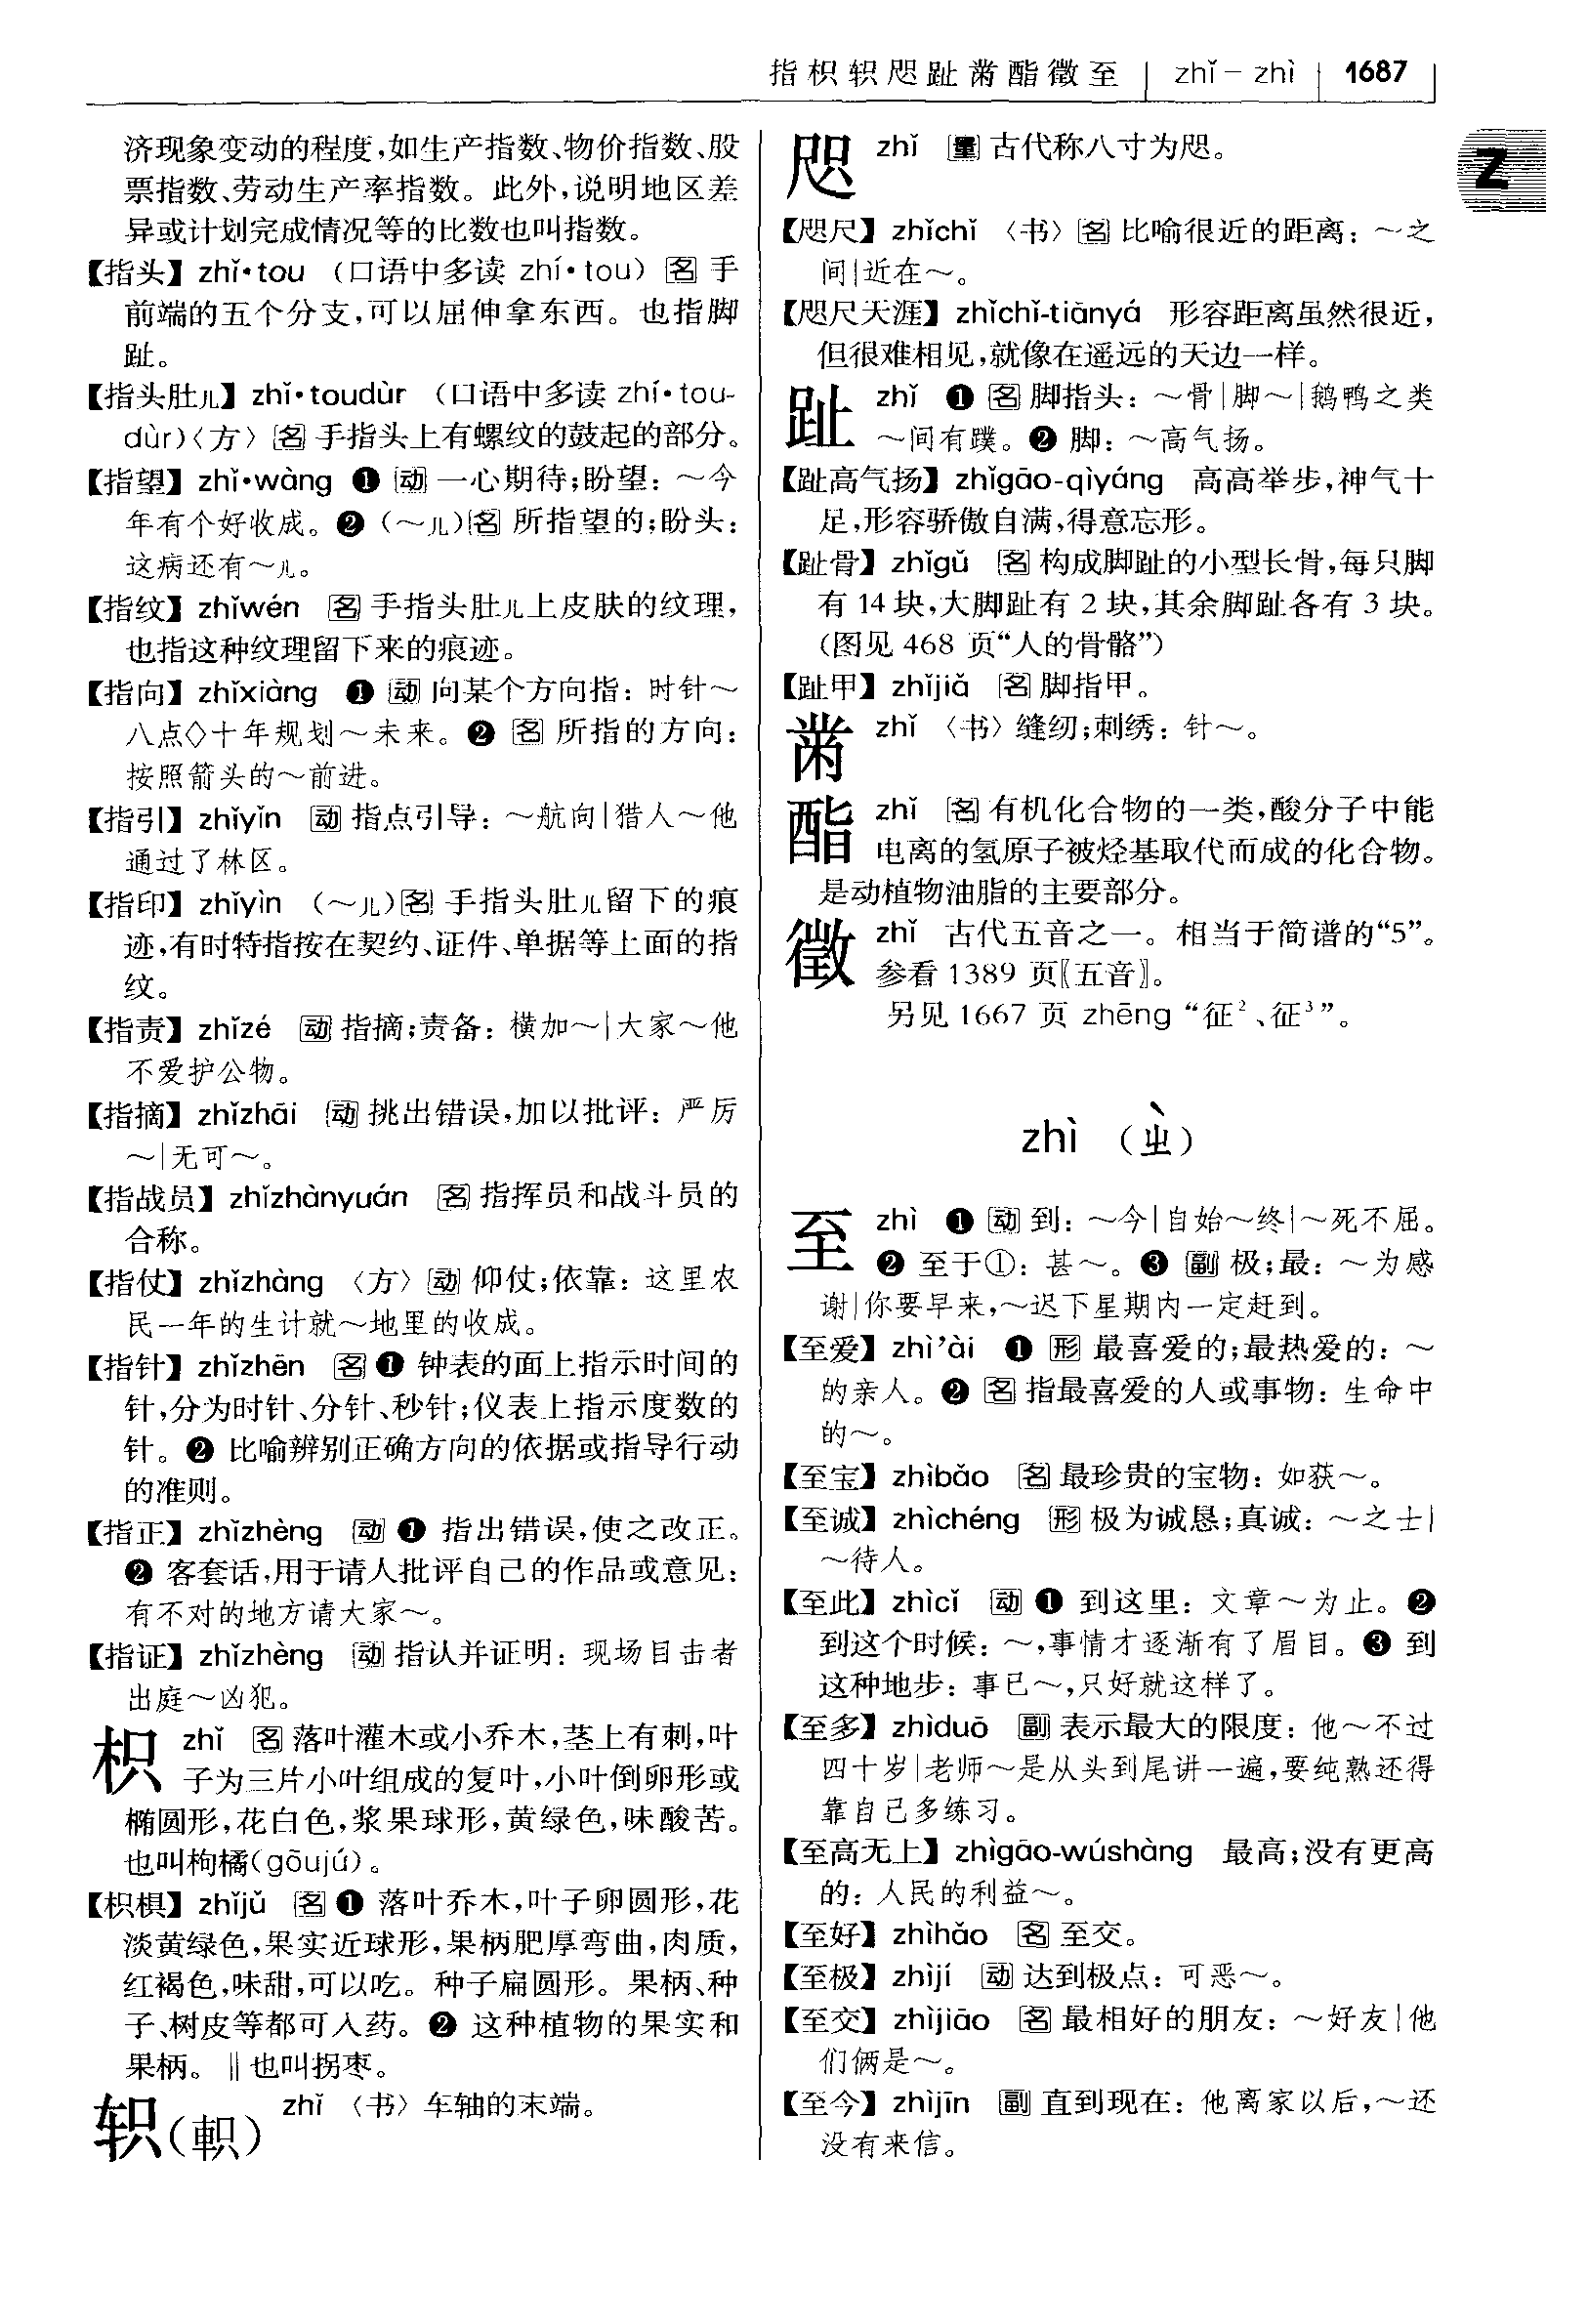 指枳轵咫趾黹酯徵至 zhǐ－zhì 1687
Z
济现象变动的程度，如生产指数、物价指数、股
票指数、劳动生产率指数。此外，说明地区差
异或计划完成情况等的比数也叫指数。
【指头】zhǐ•tou （口语中多读 zhí•tou）名 手
前端的五个分支，可以屈伸拿东西。也指脚
趾。
【指头肚儿】zhǐ•toudùr （口语中多读 zhí•tou-
dùr）〈方〉名 手指头上有螺纹的鼓起的部分。
【指望】zhǐ•wàng ❶ 动 一心期待；盼望：～今
年有个好收成。❷（～儿）名 所指望的；盼头：
这病还有～儿。
【指纹】zhǐwén 名 手指头肚儿上皮肤的纹理，
也指这种纹理留下来的痕迹。
【指向】zhǐxiàng ❶ 动 向某个方向指：时针～
八点◇十年规划～未来。❷ 名 所指的方向：
按照箭头的～前进。
【指引】zhǐyǐn 动 指点引导：～航向|猎人～他
通过了林区。
【指印】zhǐyìn （～儿）名 手指头肚儿留下的痕
迹，有时特指按在契约、证件、单据等上面的指
纹。
【指责】zhǐzé 动 指摘；责备：横加～|大家～他
不爱护公物。
【指摘】zhǐzhāi 动 挑出错误，加以批评：严厉
～|无可～。
【指战员】zhǐzhànyuán 名 指挥员和战斗员的
合称。
【指仗】zhǐzhàng 〈方〉动 仰仗；依靠：这里农
民一年的生计就～地里的收成。
【指针】zhǐzhēn 名 ❶ 钟表的面上指示时间的
针，分为时针、分针、秒针；仪表上指示度数的
针。❷ 比喻辨别正确方向的依据或指导行动
的准则。
【指正】zhǐzhèng 动 ❶ 指出错误，使之改正。
❷ 客套话，用于请人批评自己的作品或意见：
有不对的地方请大家～。
【指证】zhǐzhèng 动 指认并证明：现场目击者
出庭～凶犯。
枳 zhǐ 名 落叶灌木或小乔木，茎上有刺，叶
子为三片小叶组成的复叶，小叶倒卵形或
椭圆形，花白色，浆果球形，黄绿色，味酸苦。
也叫枸橘（gōujú）。
【枳椇】zhǐjǔ 名 ❶ 落叶乔木，叶子卵圆形，花
淡黄绿色，果实近球形，果柄肥厚弯曲，肉质，
红褐色，味甜，可以吃。种子扁圆形。果柄、种
子、树皮等都可入药。❷ 这种植物的果实和
果柄。‖也叫拐枣。
轵（軹） zhǐ 〈书〉车轴的末端。
咫 zhǐ 量 古代称八寸为咫。
【咫尺】zhǐchǐ 〈书〉名 比喻很近的距离：～之
间|近在～。
【咫尺天涯】zhǐchǐ-tiānyá 形容距离虽然很近，
但很难相见，就像在遥远的天边一样。
趾 zhǐ ❶ 名 脚指头：～骨|脚～|鹅鸭之类
～间有蹼。❷ 脚：～高气扬。
【趾高气扬】zhǐgāo-qìyáng 高高举步，神气十
足，形容骄傲自满，得意忘形。
【趾骨】zhǐgǔ 名 构成脚趾的小型长骨，每只脚
有 14 块，大脚趾有 2 块，其余脚趾各有 3 块。
（图见 468 页“人的骨骼”）
【趾甲】zhǐjiǎ 名 脚指甲。
黹 zhǐ 〈书〉缝纫；刺绣：针～。
酯 zhǐ 名 有机化合物的一类，酸分子中能
电离的氢原子被烃基取代而成的化合物。
是动植物油脂的主要部分。
徵 zhǐ 古代五音之一。相当于简谱的“5”。
参看 1389 页〖五音〗。
另见 1667 页 zhēng “征²、征³”。
zhì （ㄓˋ）
至 zhì ❶ 动 到：～今|自始～终|～死不屈。
❷ 至于①：甚～。❸ 副 极；最：～为感
谢|你要早来，～迟下星期内一定赶到。
【至爱】zhì’ài ❶ 形 最喜爱的；最热爱的：～
的亲人。❷ 名 指最喜爱的人或事物：生命中
的～。
【至宝】zhìbǎo 名 最珍贵的宝物：如获～。
【至诚】zhìchéng 形 极为诚恳；真诚：～之士|
～待人。
【至此】zhìcǐ 动 ❶ 到这里：文章～为止。❷
到这个时候：～，事情才逐渐有了眉目。❸ 到
这种地步：事已～，只好就这样了。
【至多】zhìduō 副 表示最大的限度：他～不过
四十岁|老师～是从头到尾讲一遍，要纯熟还得
靠自己多练习。
【至高无上】zhìgāo-wúshàng 最高；没有更高
的：人民的利益～。
【至好】zhìhǎo 名 至交。
【至极】zhìjí 动 达到极点：可恶～。
【至交】zhìjiāo 名 最相好的朋友：～好友|他
们俩是～。
【至今】zhìjīn 副 直到现在：他离家以后，～还
没有来信。